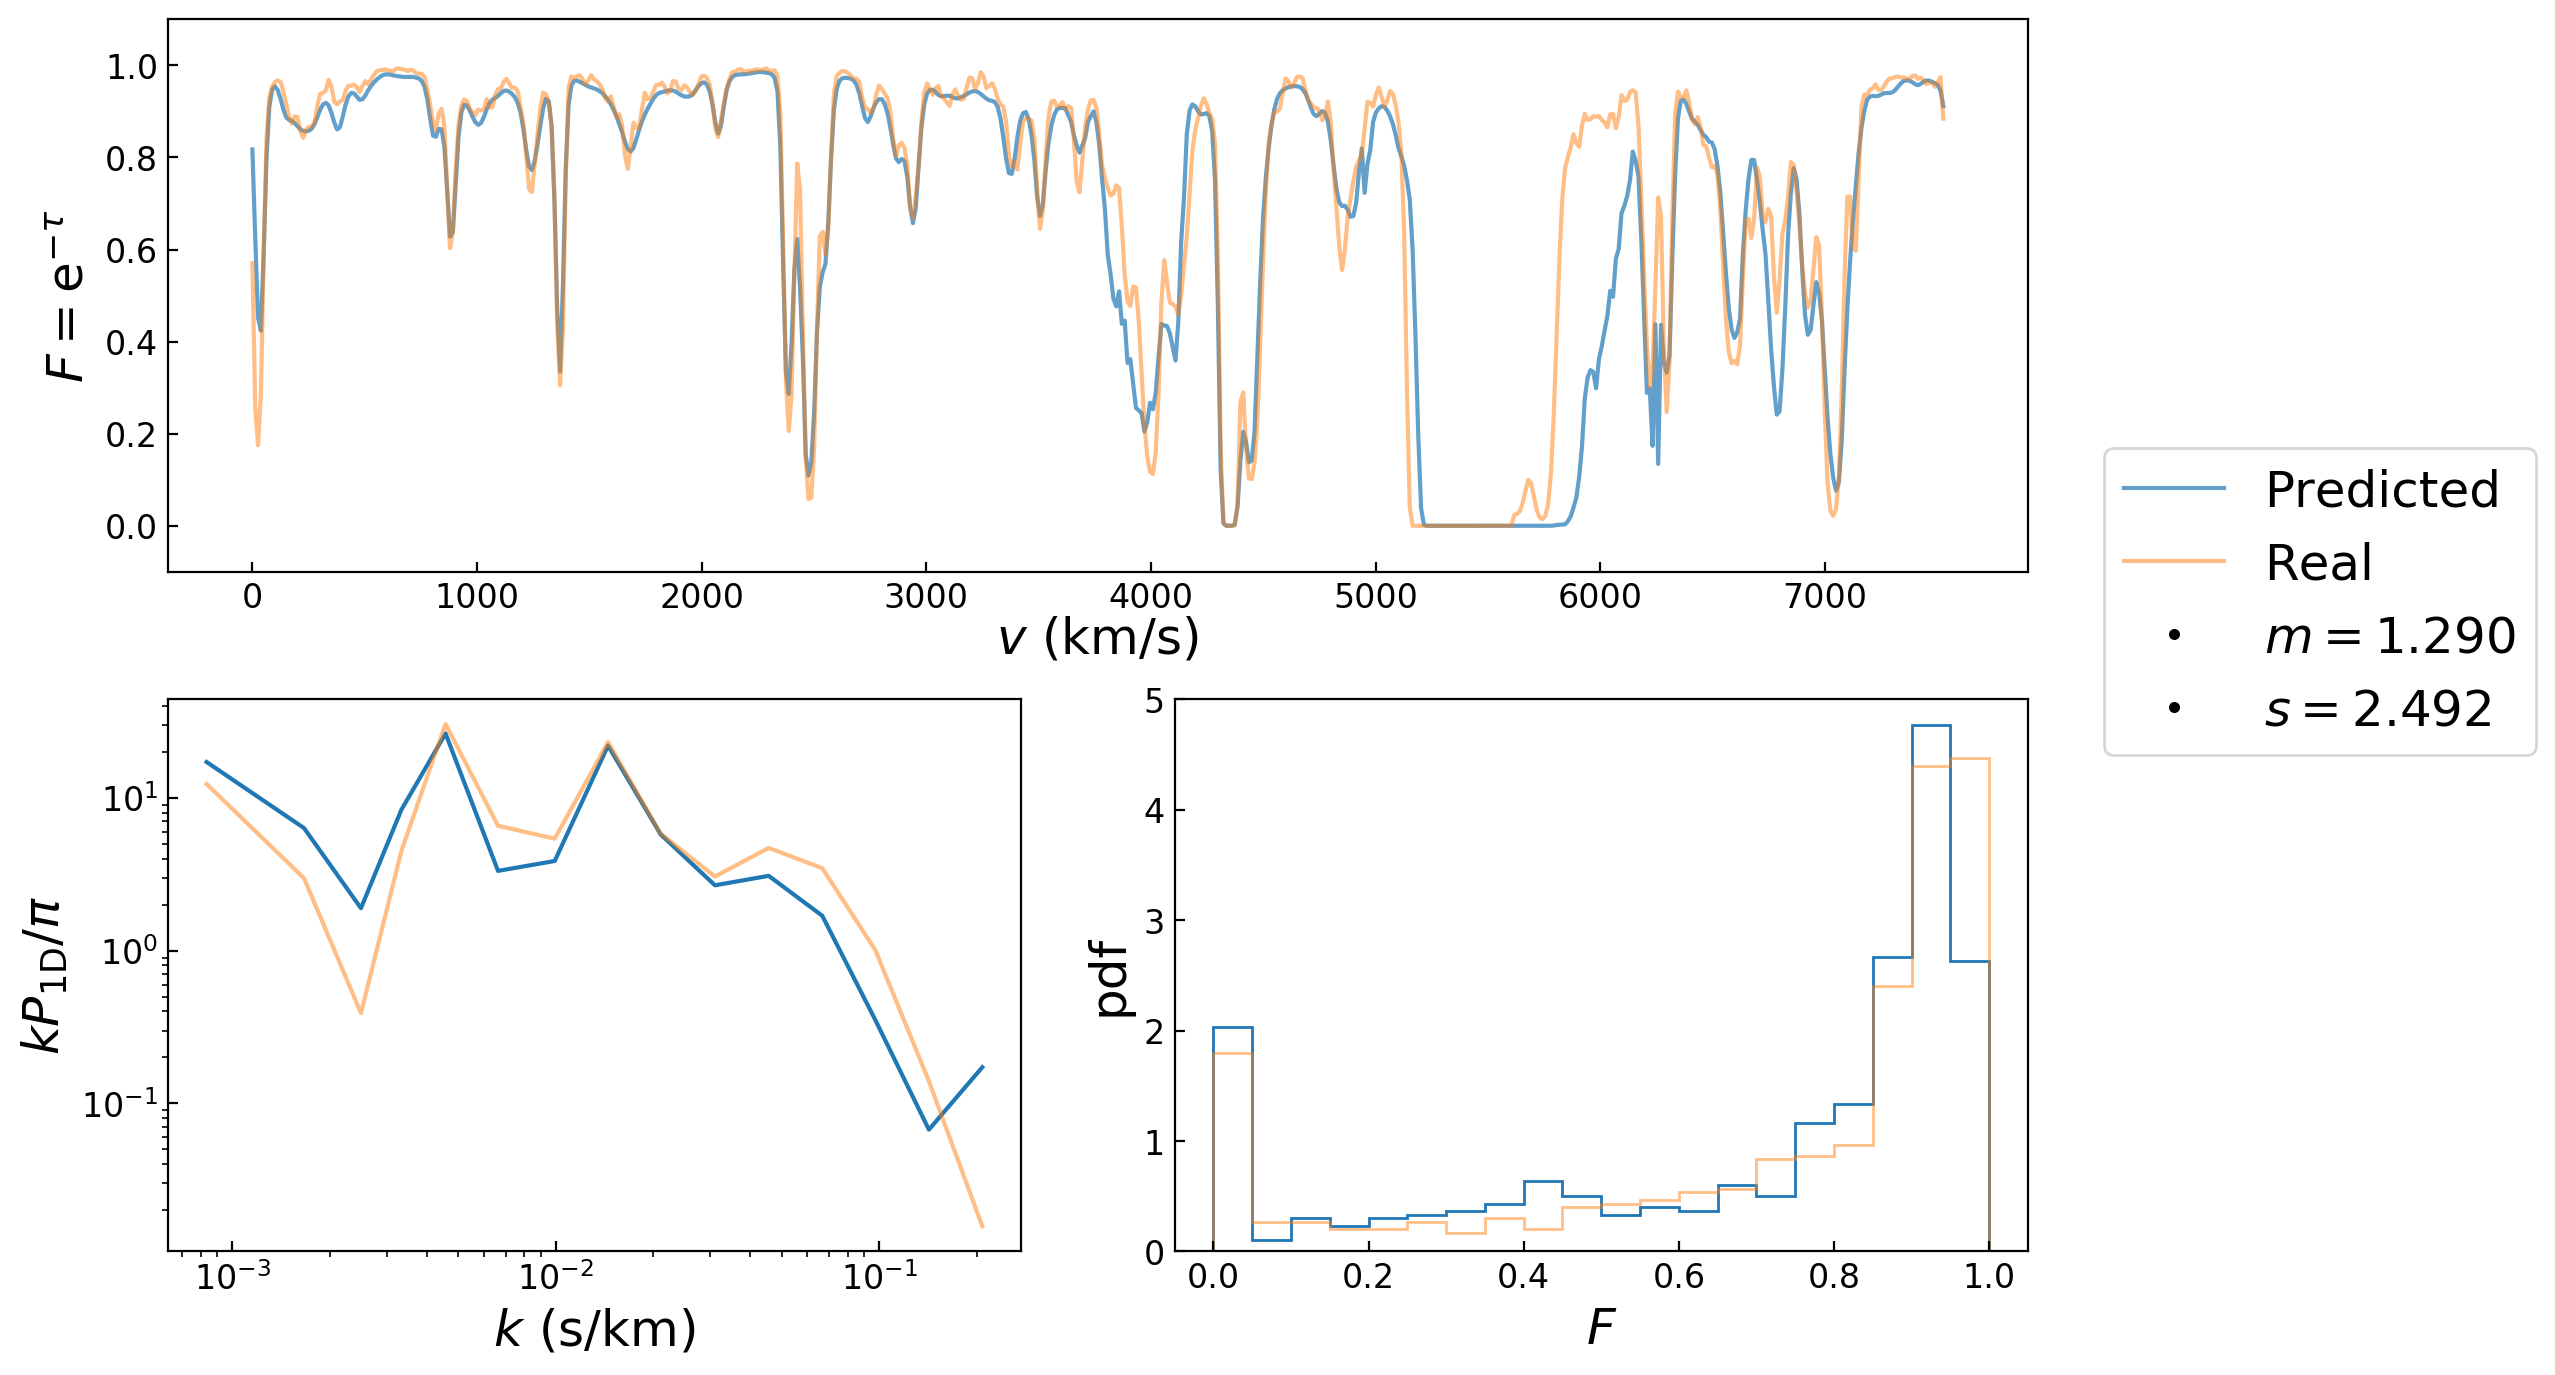 F = e^{-τ}
1.0
0.8
0.6
0.4
0.2
0.0
0 1000 2000 3000 4000 5000 6000 7000
v (km/s)
Predicted
Real
m = 1.290
s = 2.492
kP_{1D}/π
10^1
10^0
10^{-1}
10^{-3} 10^{-2} 10^{-1}
k (s/km)
pdf
5
4
3
2
1
0
0.0 0.2 0.4 0.6 0.8 1.0
F